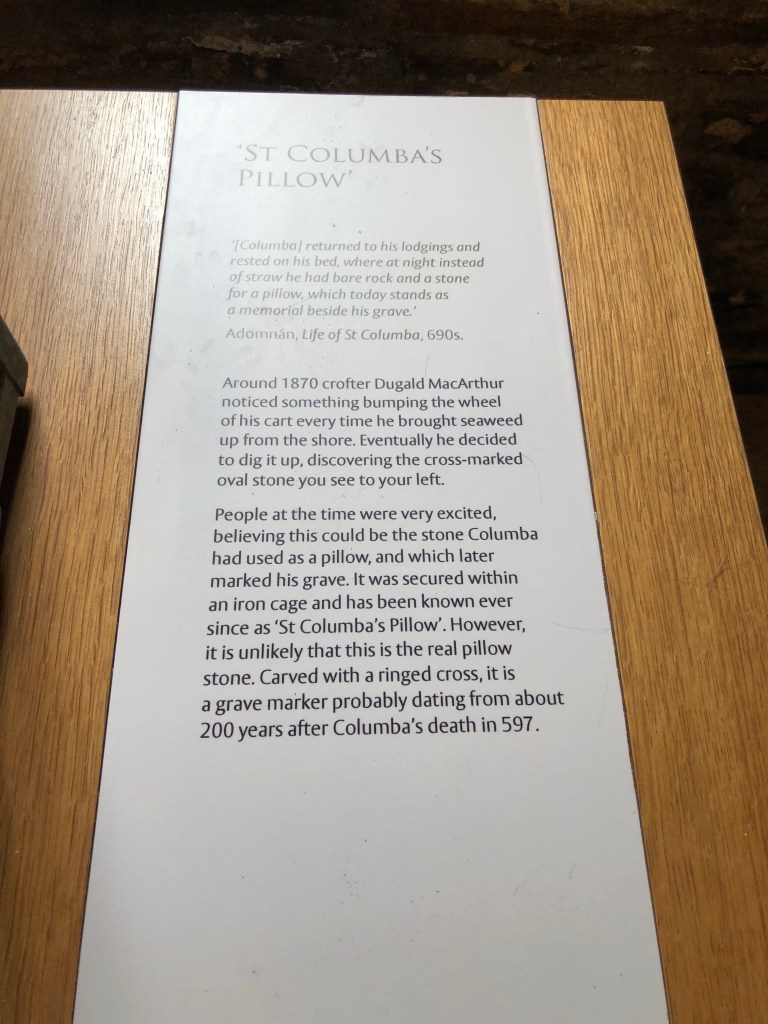 ‘ST COLUMBA’S
PILLOW’
‘[Columba] returned to his lodgings and
rested on his bed, where at night instead
of straw he had bare rock and a stone
for a pillow, which today stands as
a memorial beside his grave.’
Adomnán, Life of St Columba, 690s.
Around 1870 crofter Dugald MacArthur
noticed something bumping the wheel
of his cart every time he brought seaweed
up from the shore. Eventually he decided
to dig it up, discovering the cross-marked
oval stone you see to your left.
People at the time were very excited,
believing this could be the stone Columba
had used as a pillow, and which later
marked his grave. It was secured within
an iron cage and has been known ever
since as ‘St Columba’s Pillow’. However,
it is unlikely that this is the real pillow
stone. Carved with a ringed cross, it is
a grave marker probably dating from about
200 years after Columba’s death in 597.